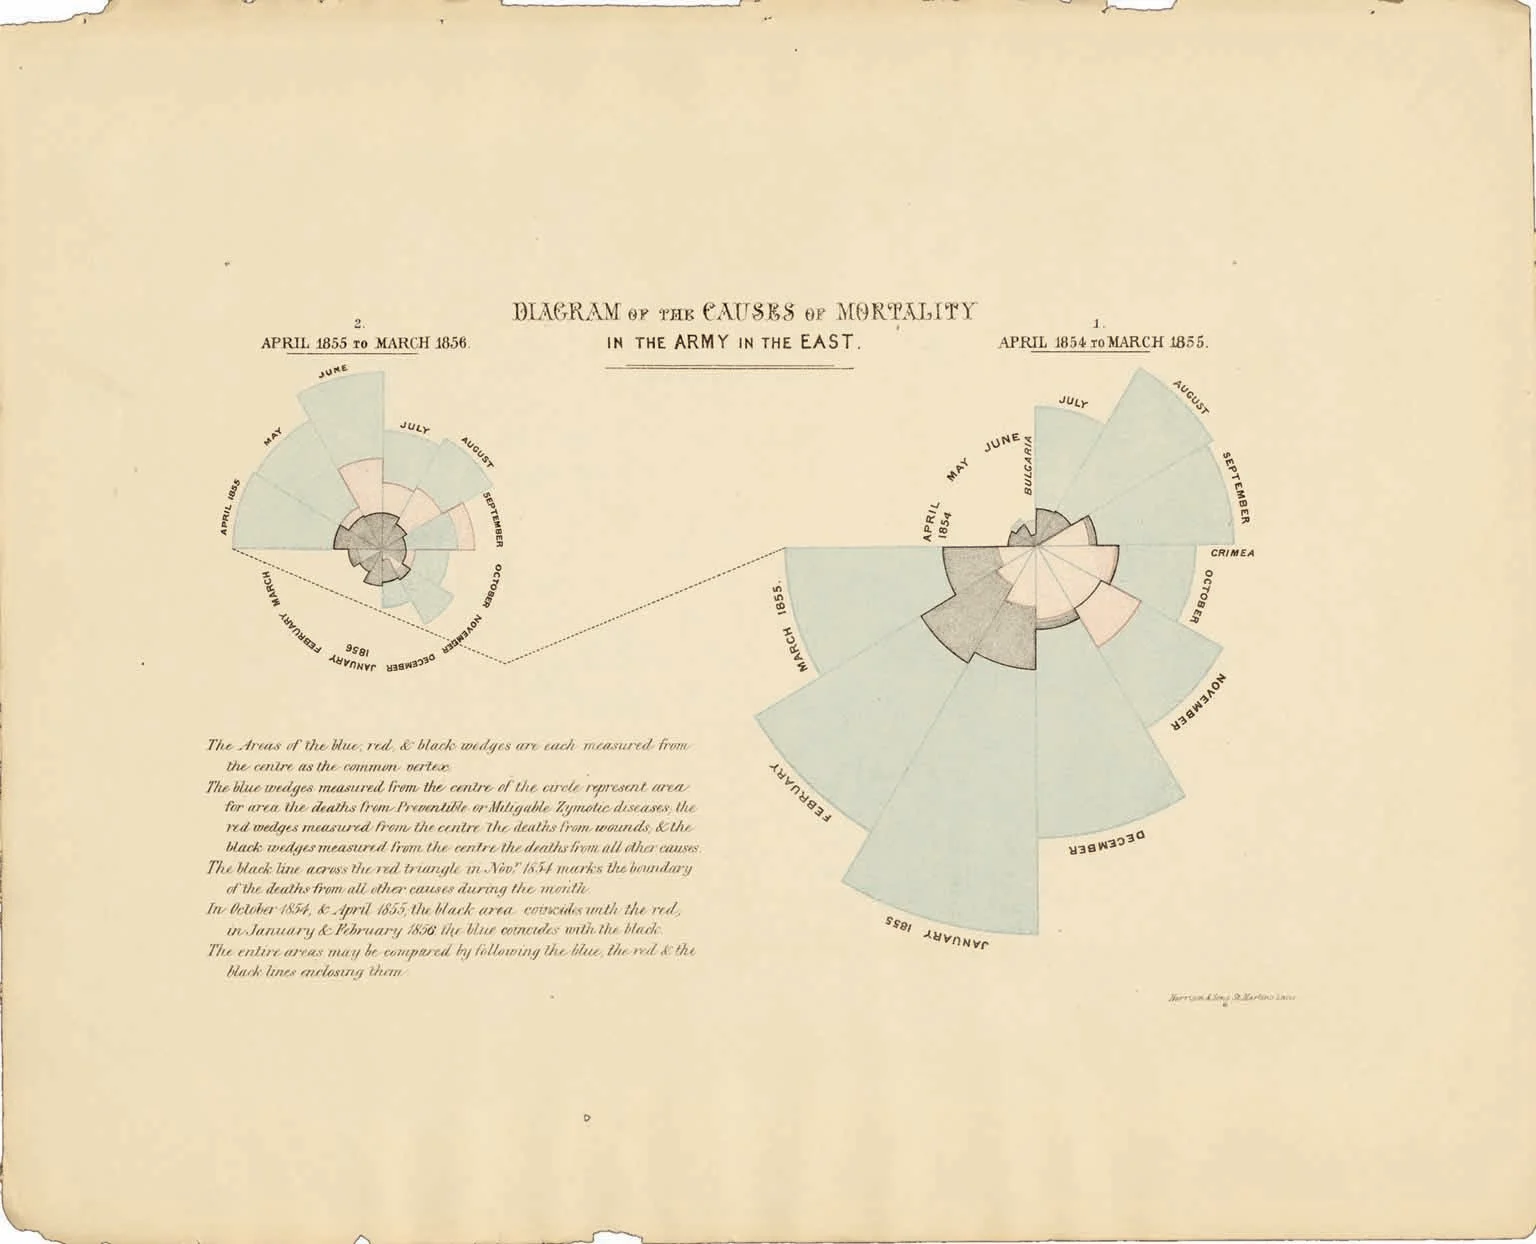 DIAGRAM OF THE CAUSES OF MORTALITY
IN THE ARMY IN THE EAST.
2.
APRIL 1855 TO MARCH 1856.
1.
APRIL 1854 TO MARCH 1855.
APRIL 1855
MAY
JUNE
JULY
AUGUST
SEPTEMBER
OCTOBER
NOVEMBER
DECEMBER
JANUARY
1856
FEBRUARY
MARCH
APRIL
1854
MAY
JUNE
BULGARIA
JULY
AUGUST
SEPTEMBER
CRIMEA
OCTOBER
NOVEMBER
DECEMBER
JANUARY 1855
FEBRUARY
MARCH 1855.
The Areas of the blue, red, & black wedges are each measured from
the centre as the common vertex.
The blue wedges measured from the centre of the circle represent area
for area the deaths from Preventible or Mitigable Zymotic diseases, the
red wedges measured from the centre the deaths from wounds, & the
black wedges measured from the centre the deaths from all other causes.
The black line across the red triangle in Novr. 1854 marks the boundary
of the deaths from all other causes during the month.
In October 1854, & April 1855, the black area coincides with the red,
in January & February 1856 the blue coincides with the black.
The entire areas may be compared by following the blue, the red & the
black lines enclosing them.
Harrison & Sons, St. Martins Lane